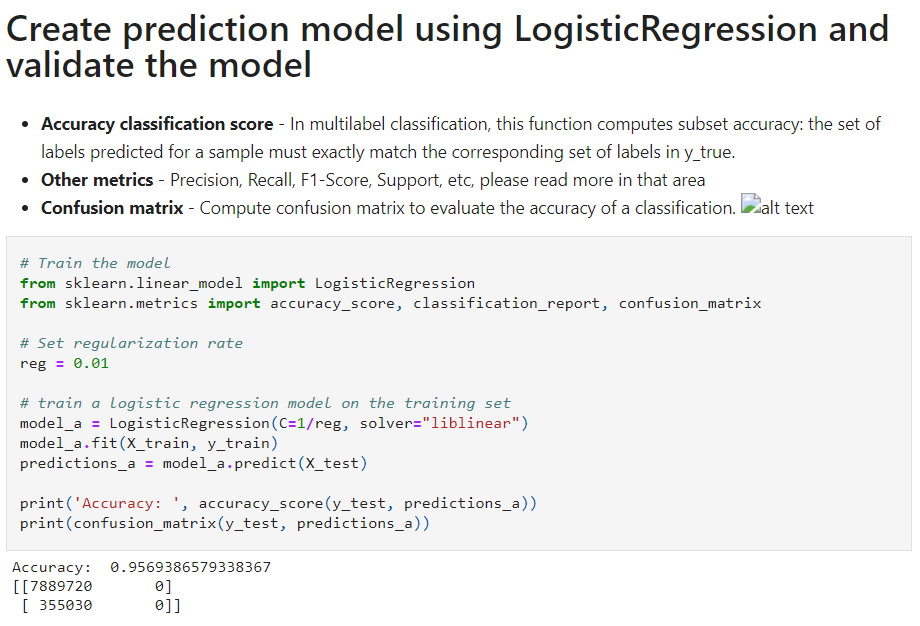 Create prediction model using LogisticRegression and
validate the model
• Accuracy classification score - In multilabel classification, this function computes subset accuracy: the set of
labels predicted for a sample must exactly match the corresponding set of labels in y_true.
• Other metrics - Precision, Recall, F1-Score, Support, etc, please read more in that area
• Confusion matrix - Compute confusion matrix to evaluate the accuracy of a classification. alt text
# Train the model
from sklearn.linear_model import LogisticRegression
from sklearn.metrics import accuracy_score, classification_report, confusion_matrix
# Set regularization rate
reg = 0.01
# train a logistic regression model on the training set
model_a = LogisticRegression(C=1/reg, solver="liblinear")
model_a.fit(X_train, y_train)
predictions_a = model_a.predict(X_test)
print('Accuracy: ', accuracy_score(y_test, predictions_a))
print(confusion_matrix(y_test, predictions_a))
Accuracy:  0.9569386579338367
[[7889720       0]
 [ 355030       0]]